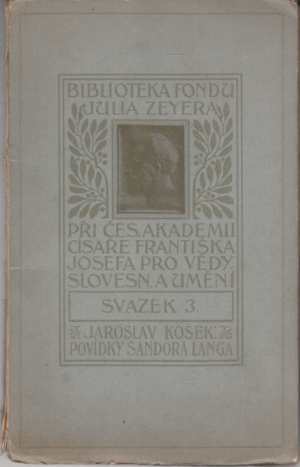 BIBLIOTEKA FONDU
JULIA ZEYERA
PŘI ČES. AKADEMII
CÍSAŘE FRANTIŠKA
JOSEFA PRO VĚDY,
SLOVESN. A UMĚNÍ
SVAZEK 3.
JAROSLAV KOŠEK:
POVÍDKY ŠANDORA LANGA